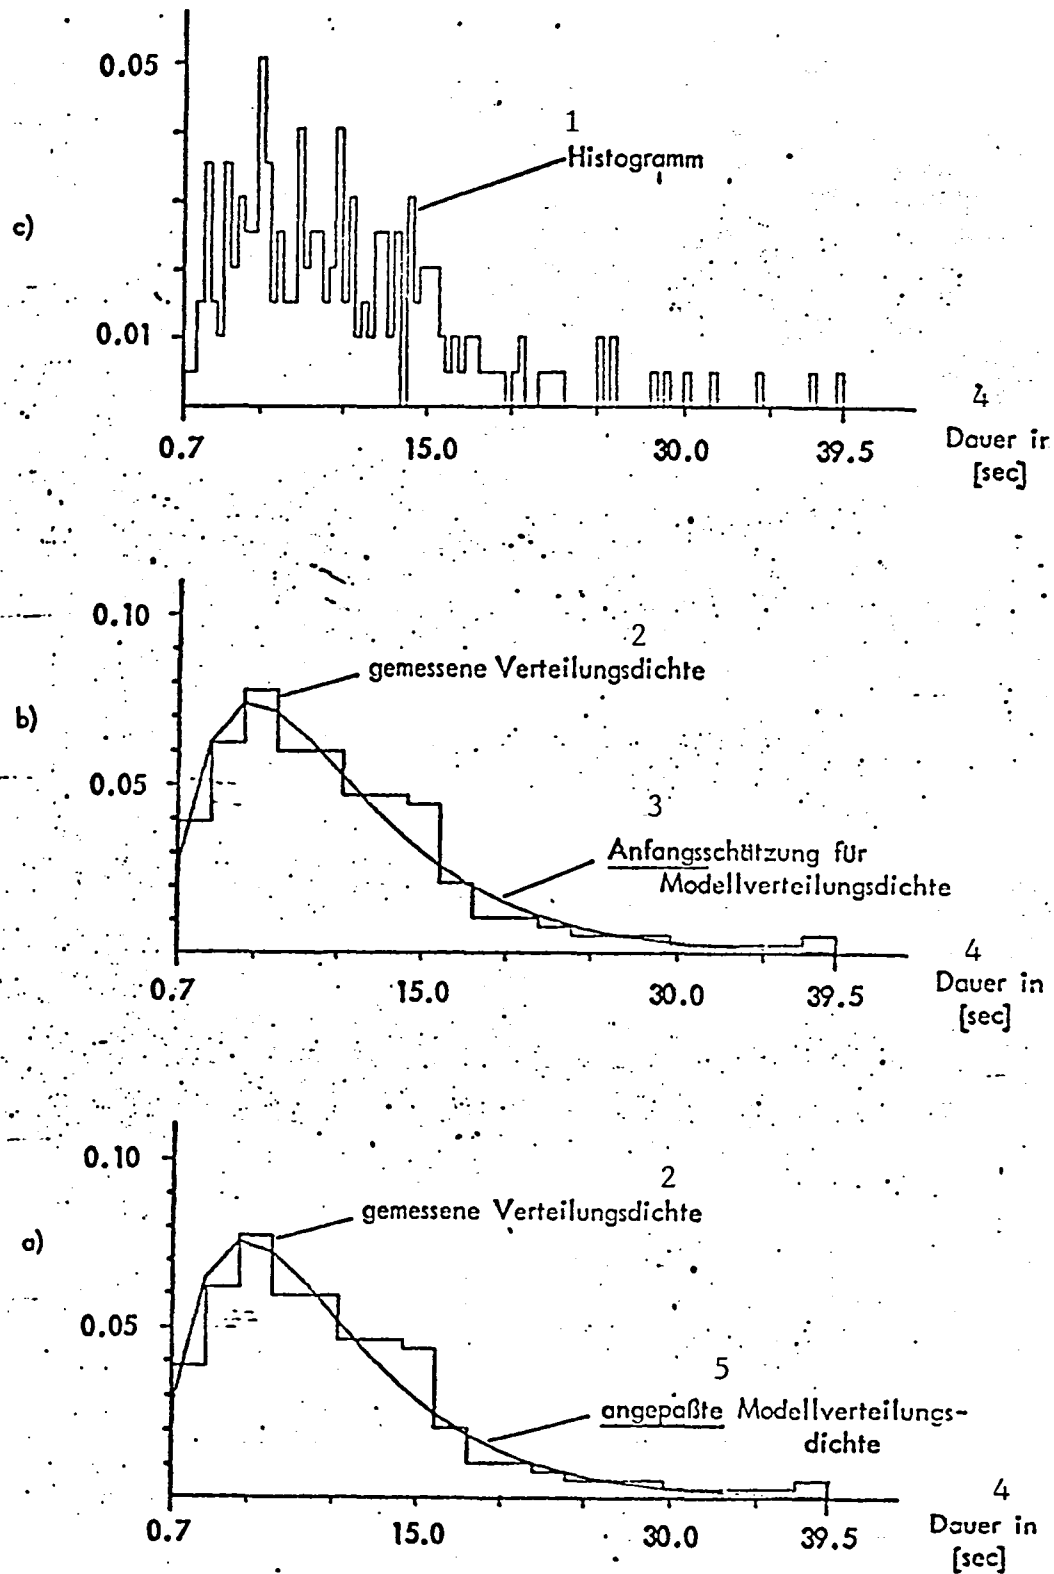 0.05
1
Histogramm
c)
0.01
4
0.7 15.0 30.0 39.5 Dauer in
[sec]
0.10
2
gemessene Verteilungsdichte
b)
0.05
3
Anfangsschätzung für
Modellverteilungsdichte
4
0.7 15.0 30.0 39.5 Dauer in
[sec]
0.10
2
gemessene Verteilungsdichte
a)
0.05
5
angepaßte Modellverteilungs-
dichte
4
0.7 15.0 30.0 39.5 Dauer in
[sec]